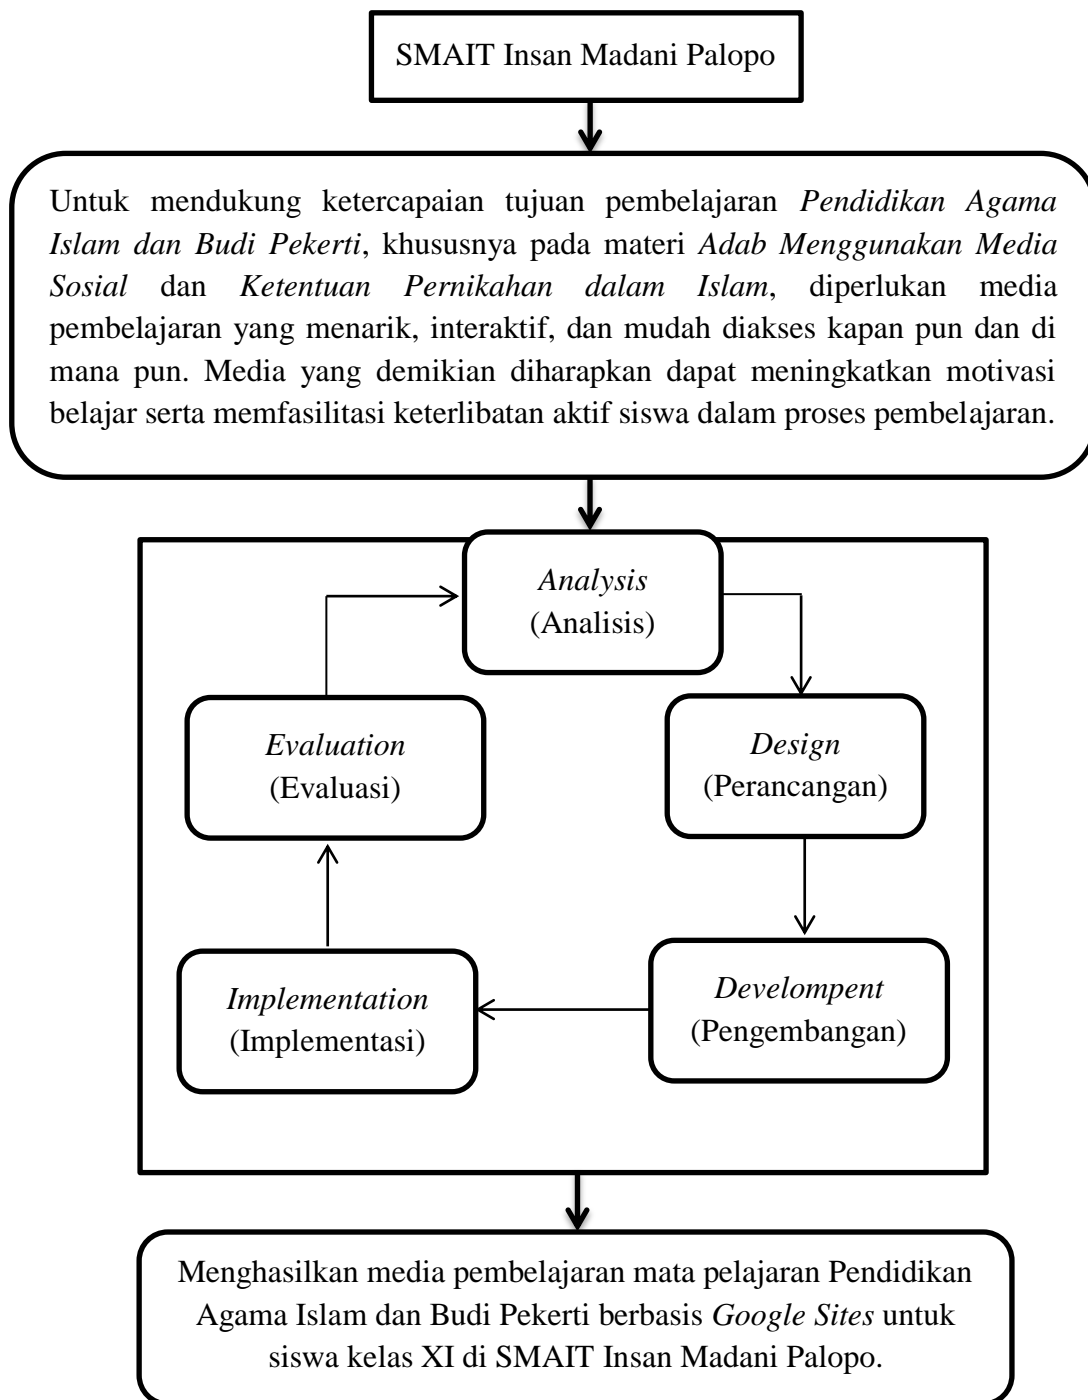 SMAIT Insan Madani Palopo
Untuk mendukung ketercapaian tujuan pembelajaran Pendidikan Agama
Islam dan Budi Pekerti, khususnya pada materi Adab Menggunakan Media
Sosial dan Ketentuan Pernikahan dalam Islam, diperlukan media
pembelajaran yang menarik, interaktif, dan mudah diakses kapan pun dan di
mana pun. Media yang demikian diharapkan dapat meningkatkan motivasi
belajar serta memfasilitasi keterlibatan aktif siswa dalam proses pembelajaran.
Analysis
(Analisis)
Evaluation
(Evaluasi)
Design
(Perancangan)
Implementation
(Implementasi)
Develompent
(Pengembangan)
Menghasilkan media pembelajaran mata pelajaran Pendidikan
Agama Islam dan Budi Pekerti berbasis Google Sites untuk
siswa kelas XI di SMAIT Insan Madani Palopo.